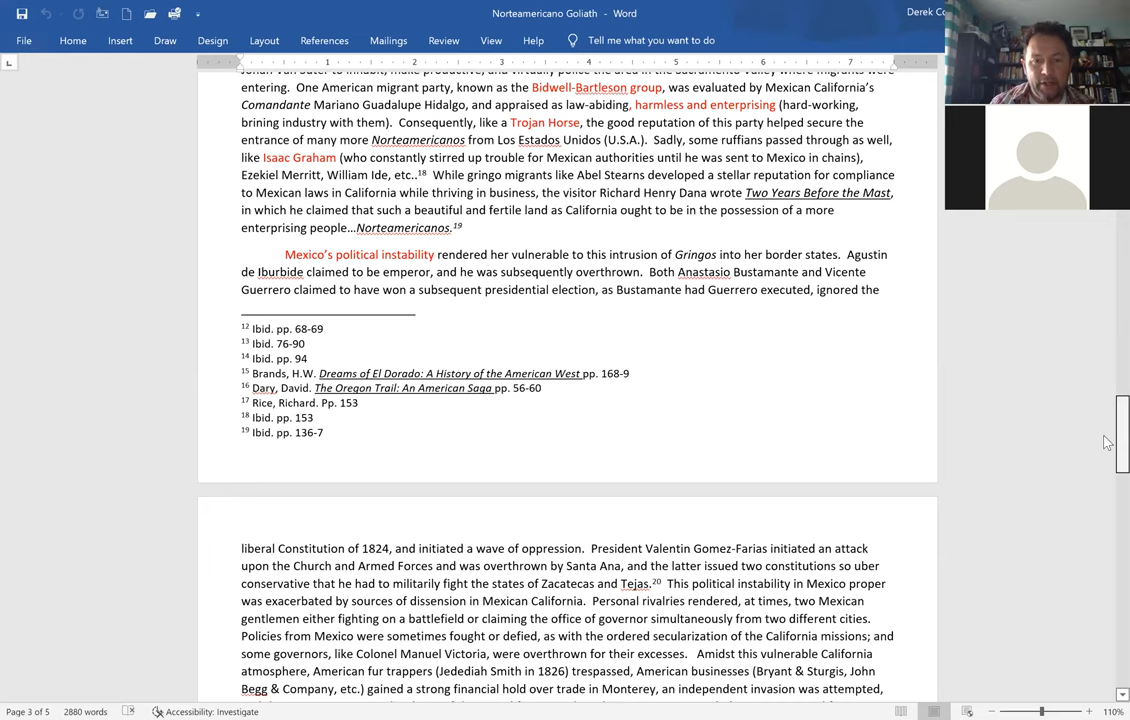 Norteamericano Goliath - Word
Derek Co
File Home Insert Draw Design Layout References Mailings Review View Help Tell me what you want to do
1 2 3 4 5 6 7
entering. One American migrant party, known as the Bidwell-Bartleson group, was evaluated by Mexican California's
Comandante Mariano Guadalupe Hidalgo, and appraised as law-abiding, harmless and enterprising (hard-working,
brining industry with them). Consequently, like a Trojan Horse, the good reputation of this party helped secure the
entrance of many more Norteamericanos from Los Estados Unidos (U.S.A.). Sadly, some ruffians passed through as well,
like Isaac Graham (who constantly stirred up trouble for Mexican authorities until he was sent to Mexico in chains),
Ezekiel Merritt, William Ide, etc..18 While gringo migrants like Abel Stearns developed a stellar reputation for compliance
to Mexican laws in California while thriving in business, the visitor Richard Henry Dana wrote Two Years Before the Mast,
in which he claimed that such a beautiful and fertile land as California ought to be in the possession of a more
enterprising people…Norteamericanos.19
Mexico's political instability rendered her vulnerable to this intrusion of Gringos into her border states. Agustin
de Iburbide claimed to be emperor, and he was subsequently overthrown. Both Anastasio Bustamante and Vicente
Guerrero claimed to have won a subsequent presidential election, as Bustamante had Guerrero executed, ignored the
12 Ibid. pp. 68-69
13 Ibid. 76-90
14 Ibid. pp. 94
15 Brands, H.W. Dreams of El Dorado: A History of the American West pp. 168-9
16 Dary, David. The Oregon Trail: An American Saga pp. 56-60
17 Rice, Richard. Pp. 153
18 Ibid. pp. 153
19 Ibid. pp. 136-7
liberal Constitution of 1824, and initiated a wave of oppression. President Valentin Gomez-Farias initiated an attack
upon the Church and Armed Forces and was overthrown by Santa Ana, and the latter issued two constitutions so uber
conservative that he had to militarily fight the states of Zacatecas and Tejas.20 This political instability in Mexico proper
was exacerbated by sources of dissension in Mexican California. Personal rivalries rendered, at times, two Mexican
gentlemen either fighting on a battlefield or claiming the office of governor simultaneously from two different cities.
Policies from Mexico were sometimes fought or defied, as with the ordered secularization of the California missions; and
some governors, like Colonel Manuel Victoria, were overthrown for their excesses. Amidst this vulnerable California
atmosphere, American fur trappers (Jedediah Smith in 1826) trespassed, American businesses (Bryant & Sturgis, John
Begg & Company, etc.) gained a strong financial hold over trade in Monterey, an independent invasion was attempted,
Page 3 of 5 2880 words Accessibility: Investigate 110%